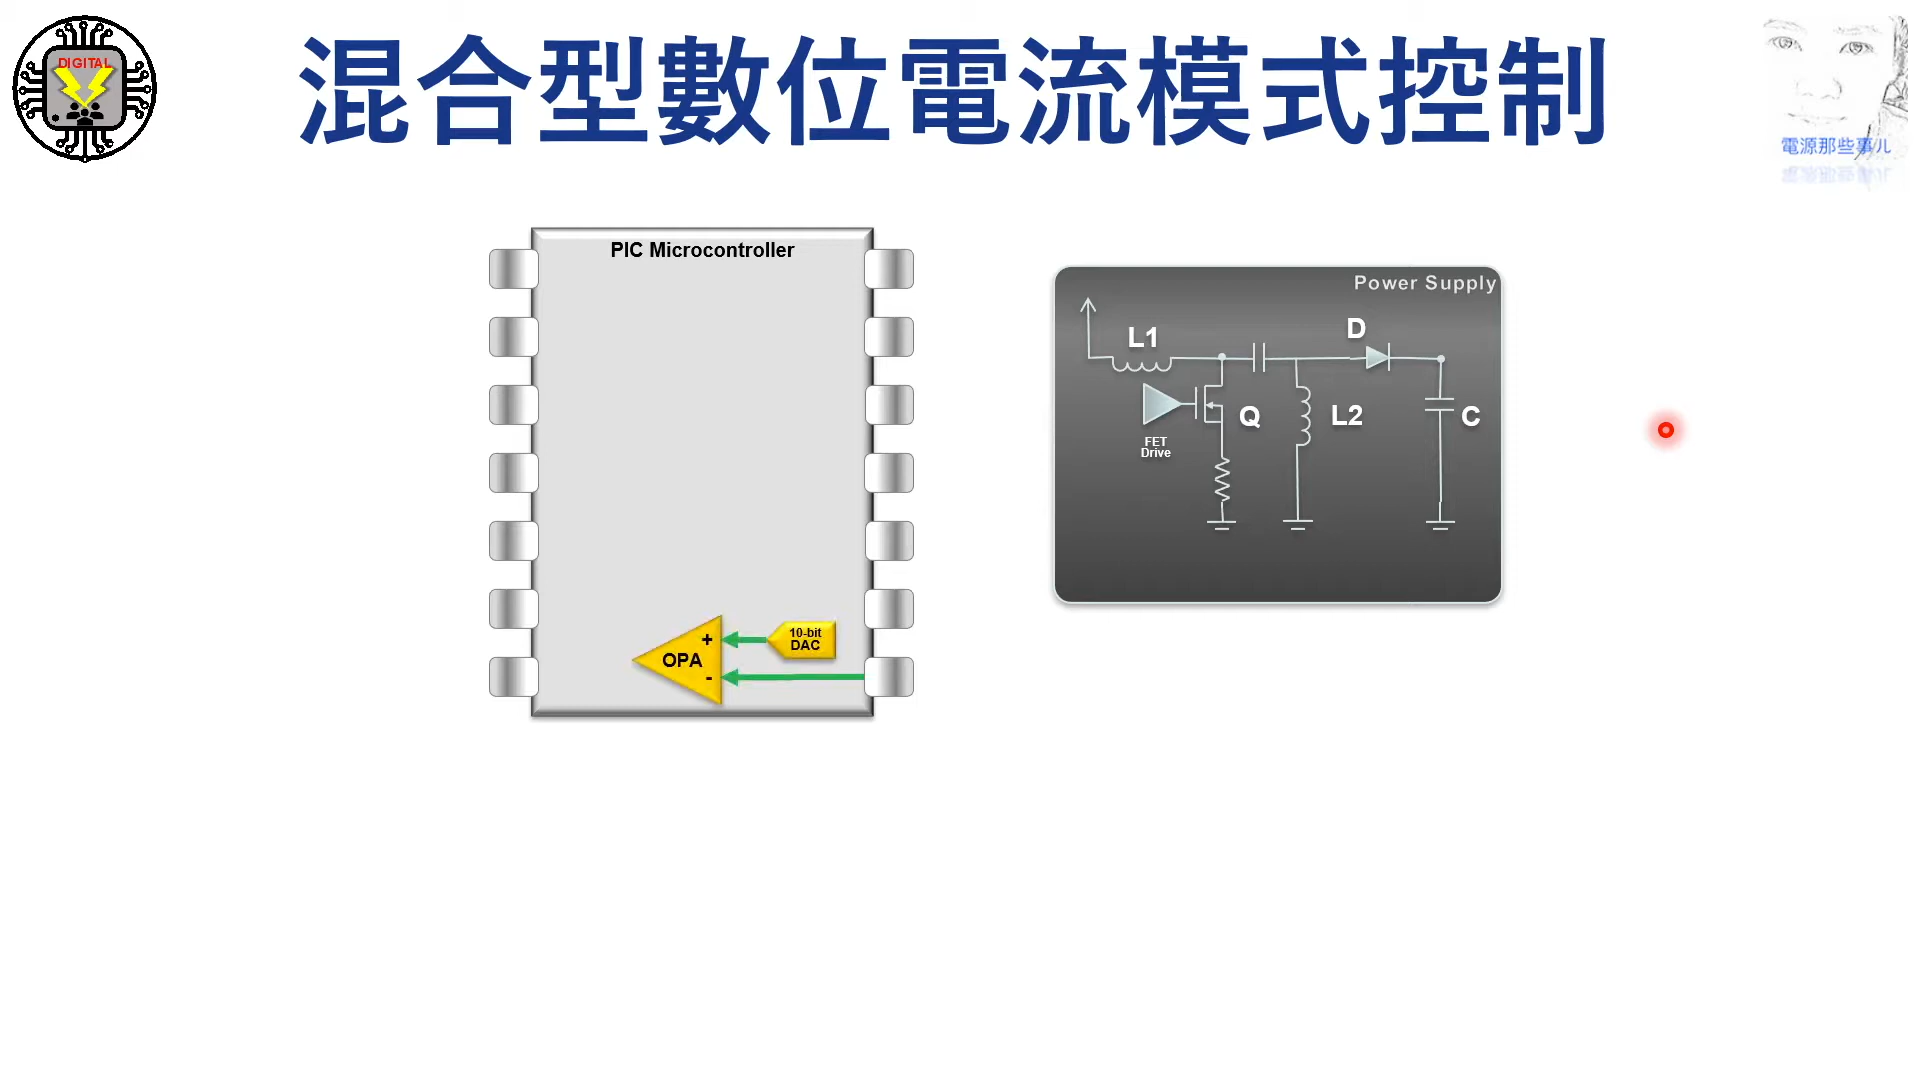 混合型數位電流模式控制
DIGITAL
電源那些事儿
PIC Microcontroller
10-bit
DAC
OPA
+
-
Power Supply
L1
D
Q
L2
C
FET
Drive